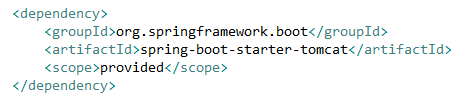 <dependency>
    <groupId>org.springframework.boot</groupId>
    <artifactId>spring-boot-starter-tomcat</artifactId>
    <scope>provided</scope>
</dependency>